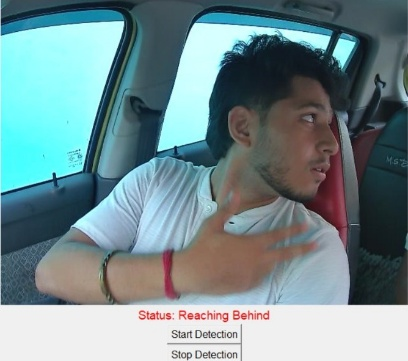 Status: Reaching Behind
Start Detection
Stop Detection